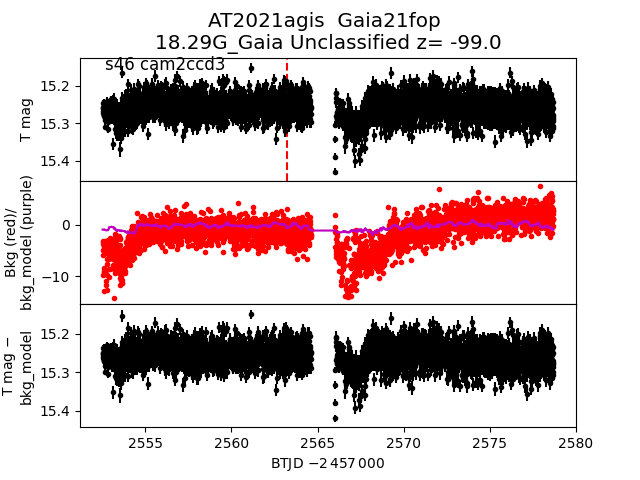 AT2021agis  Gaia21fop
18.29G_Gaia Unclassified z= -99.0
s46 cam2ccd3
T mag
15.2
15.3
15.4
Bkg (red)/
bkg_model (purple)
0
−10
T mag −
bkg_model
15.2
15.3
15.4
2555
2560
2565
2570
2575
2580
BTJD −2 457 000